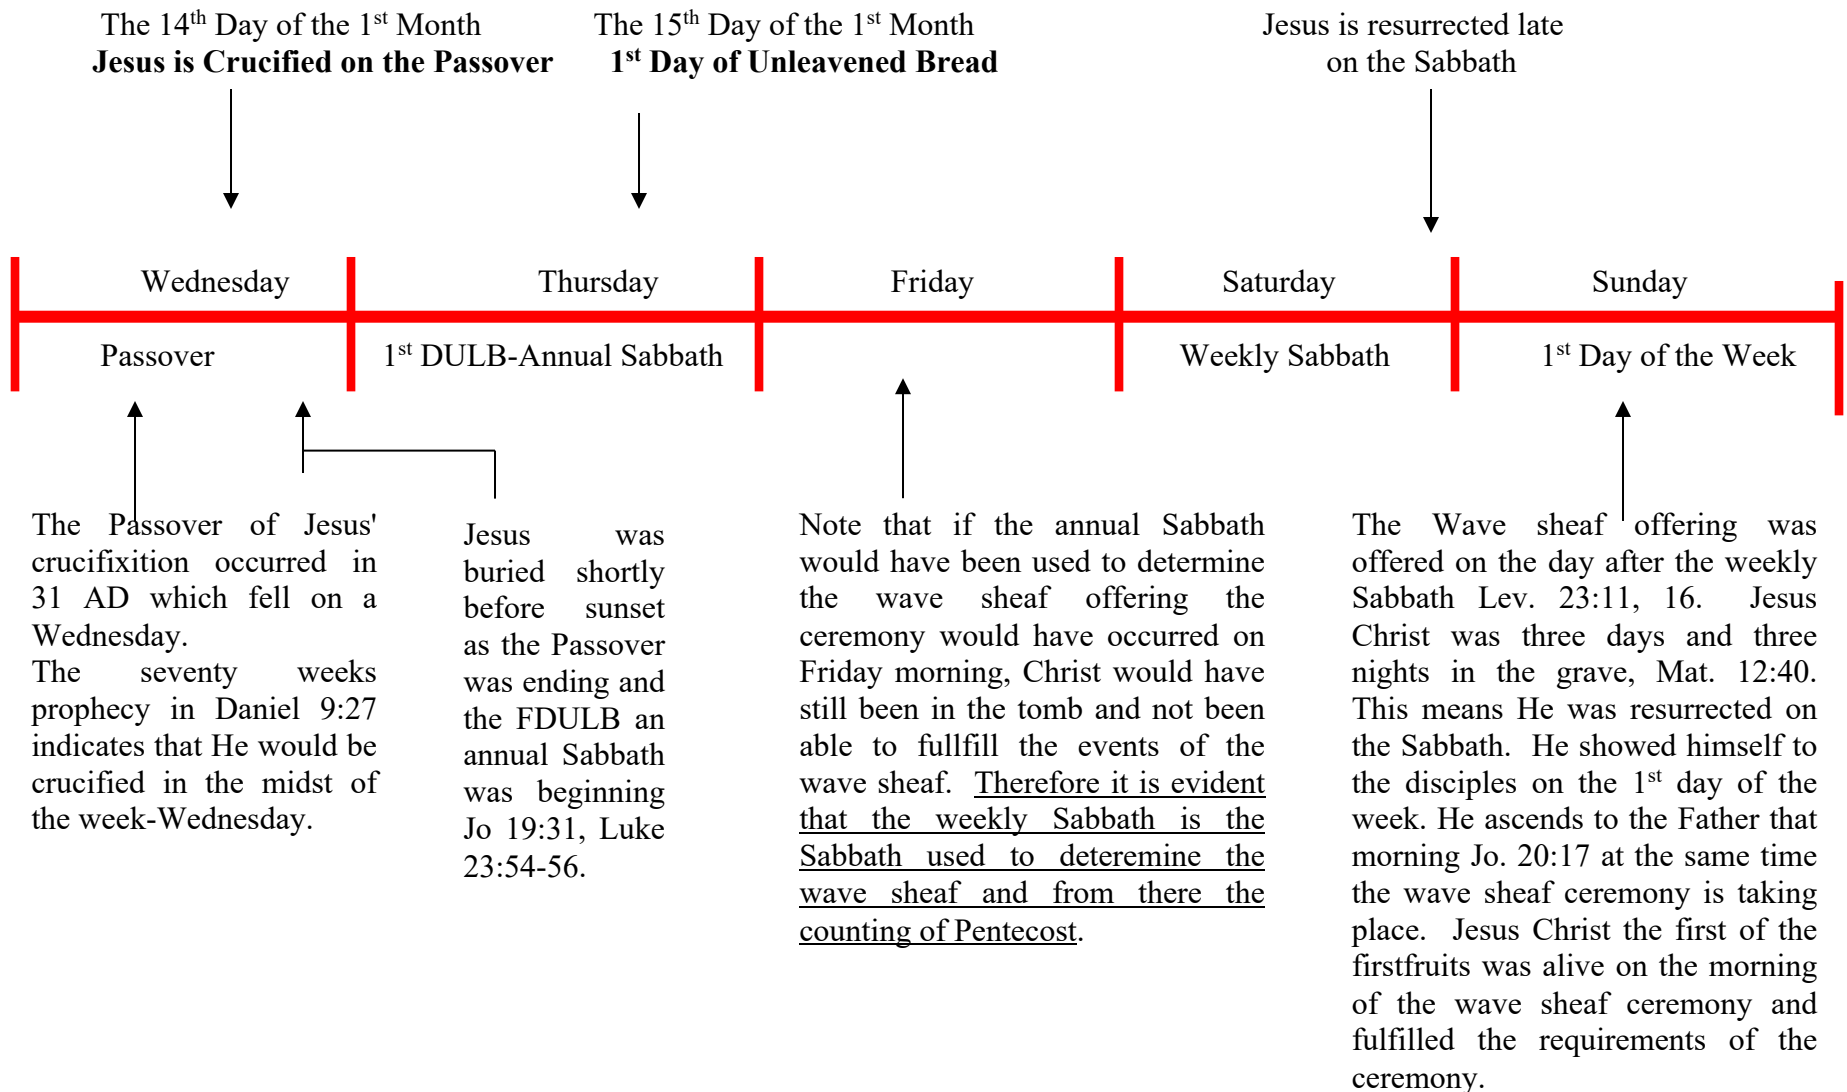 The 14th Day of the 1st Month
Jesus is Crucified on the Passover
The 15th Day of the 1st Month
1st Day of Unleavened Bread
Jesus is resurrected late
on the Sabbath
Wednesday
Thursday
Friday
Saturday
Sunday
Passover
1st DULB-Annual Sabbath
Weekly Sabbath
1st Day of the Week
The Passover of Jesus'
crucifixition occurred in
31 AD which fell on a
Wednesday.
The seventy weeks
prophecy in Daniel 9:27
indicates that He would be
crucified in the midst of
the week-Wednesday.
Jesus was
buried shortly
before sunset
as the Passover
was ending and
the FDULB an
annual Sabbath
was beginning
Jo 19:31, Luke
23:54-56.
Note that if the annual Sabbath
would have been used to determine
the wave sheaf offering the
ceremony would have occurred on
Friday morning, Christ would have
still been in the tomb and not been
able to fullfill the events of the
wave sheaf. Therefore it is evident
that the weekly Sabbath is the
Sabbath used to deteremine the
wave sheaf and from there the
counting of Pentecost.
The Wave sheaf offering was
offered on the day after the weekly
Sabbath Lev. 23:11, 16. Jesus
Christ was three days and three
nights in the grave, Mat. 12:40.
This means He was resurrected on
the Sabbath. He showed himself to
the disciples on the 1st day of the
week. He ascends to the Father that
morning Jo. 20:17 at the same time
the wave sheaf ceremony is taking
place. Jesus Christ the first of the
firstfruits was alive on the morning
of the wave sheaf ceremony and
fulfilled the requirements of the
ceremony.